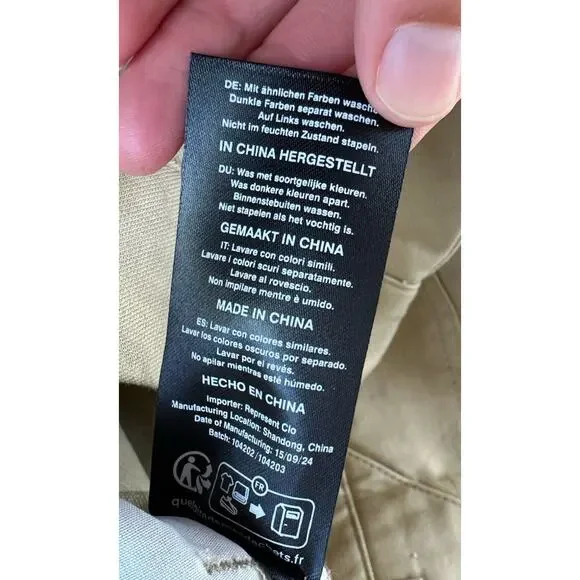 DE: Mit ähnlichen Farben
Dunkle Farben separat waschen.
Auf Links waschen.
Nicht im feuchten Zustand stapeln.
IN CHINA HERGESTELLT
DU: Was met soortgelijke kleuren.
Was donkere kleuren apart.
Binnenstebuiten wassen.
Niet stapelen als het vochtig is.
GEMAAKT IN CHINA
IT: Lavare con colori simili.
Lavare i colori scuri separatamente.
Lavare al rovescio.
Non impilare mentre è umido.
MADE IN CHINA
ES: Lavar con colores similares.
Lavar los colores oscuros por separado.
Lavar por el revés.
No apilar mientras esté húmedo.
HECHO EN CHINA
Importer: Represent Clo
Manufacturing Location: Shandong, China
Date of Manufacturing: 15/09/24
Batch: 104202 / 104203
FR